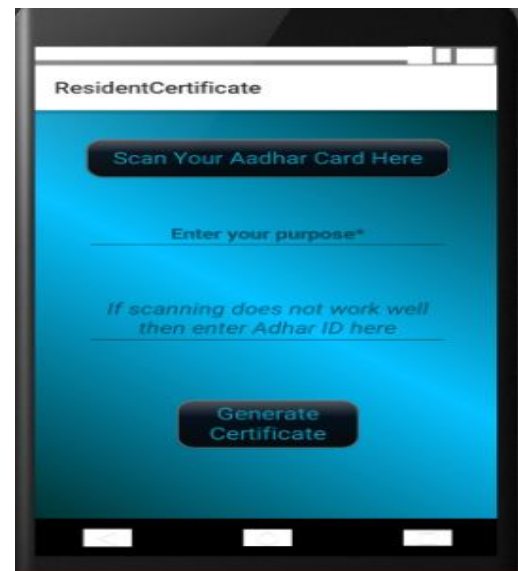 ResidentCertificate
Scan Your Aadhar Card Here
Enter your purpose*
If scanning does not work well
then enter Adhar ID here
Generate
Certificate